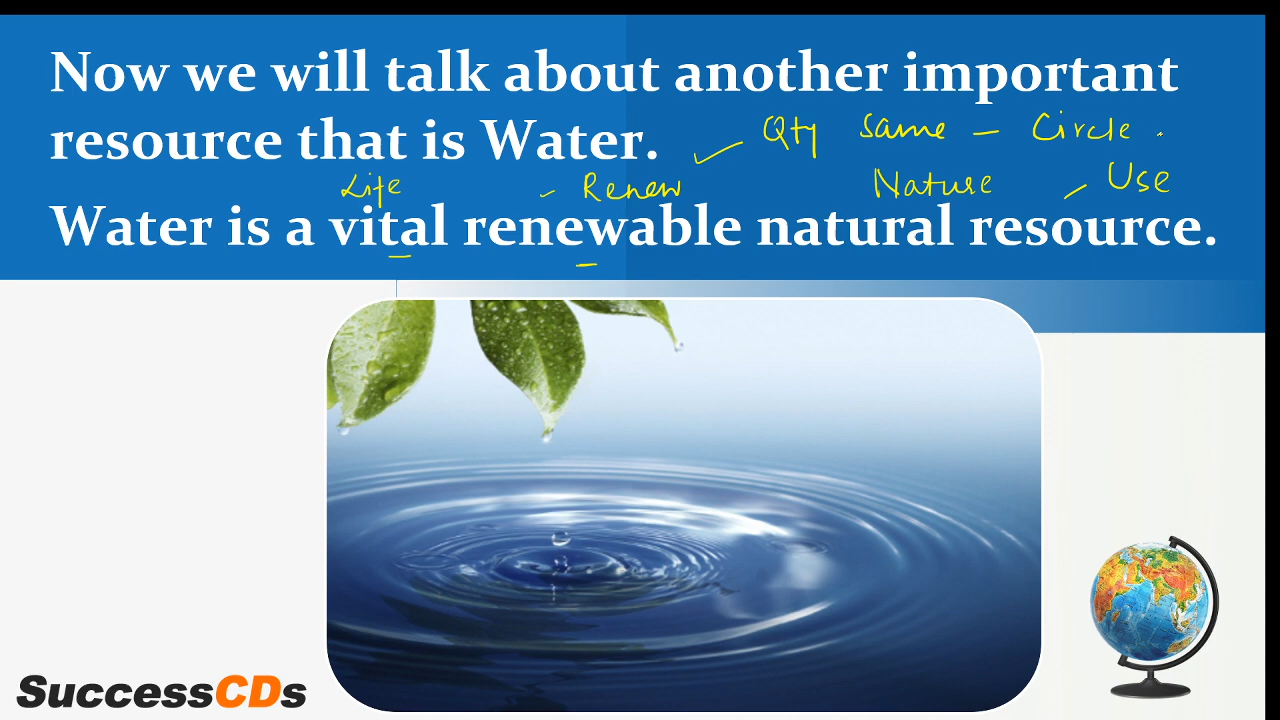 Now we will talk about another important
resource that is Water.
Qty Same – Circle .
Life – Renew Nature – Use
Water is a vital renewable natural resource.
SuccessCDs